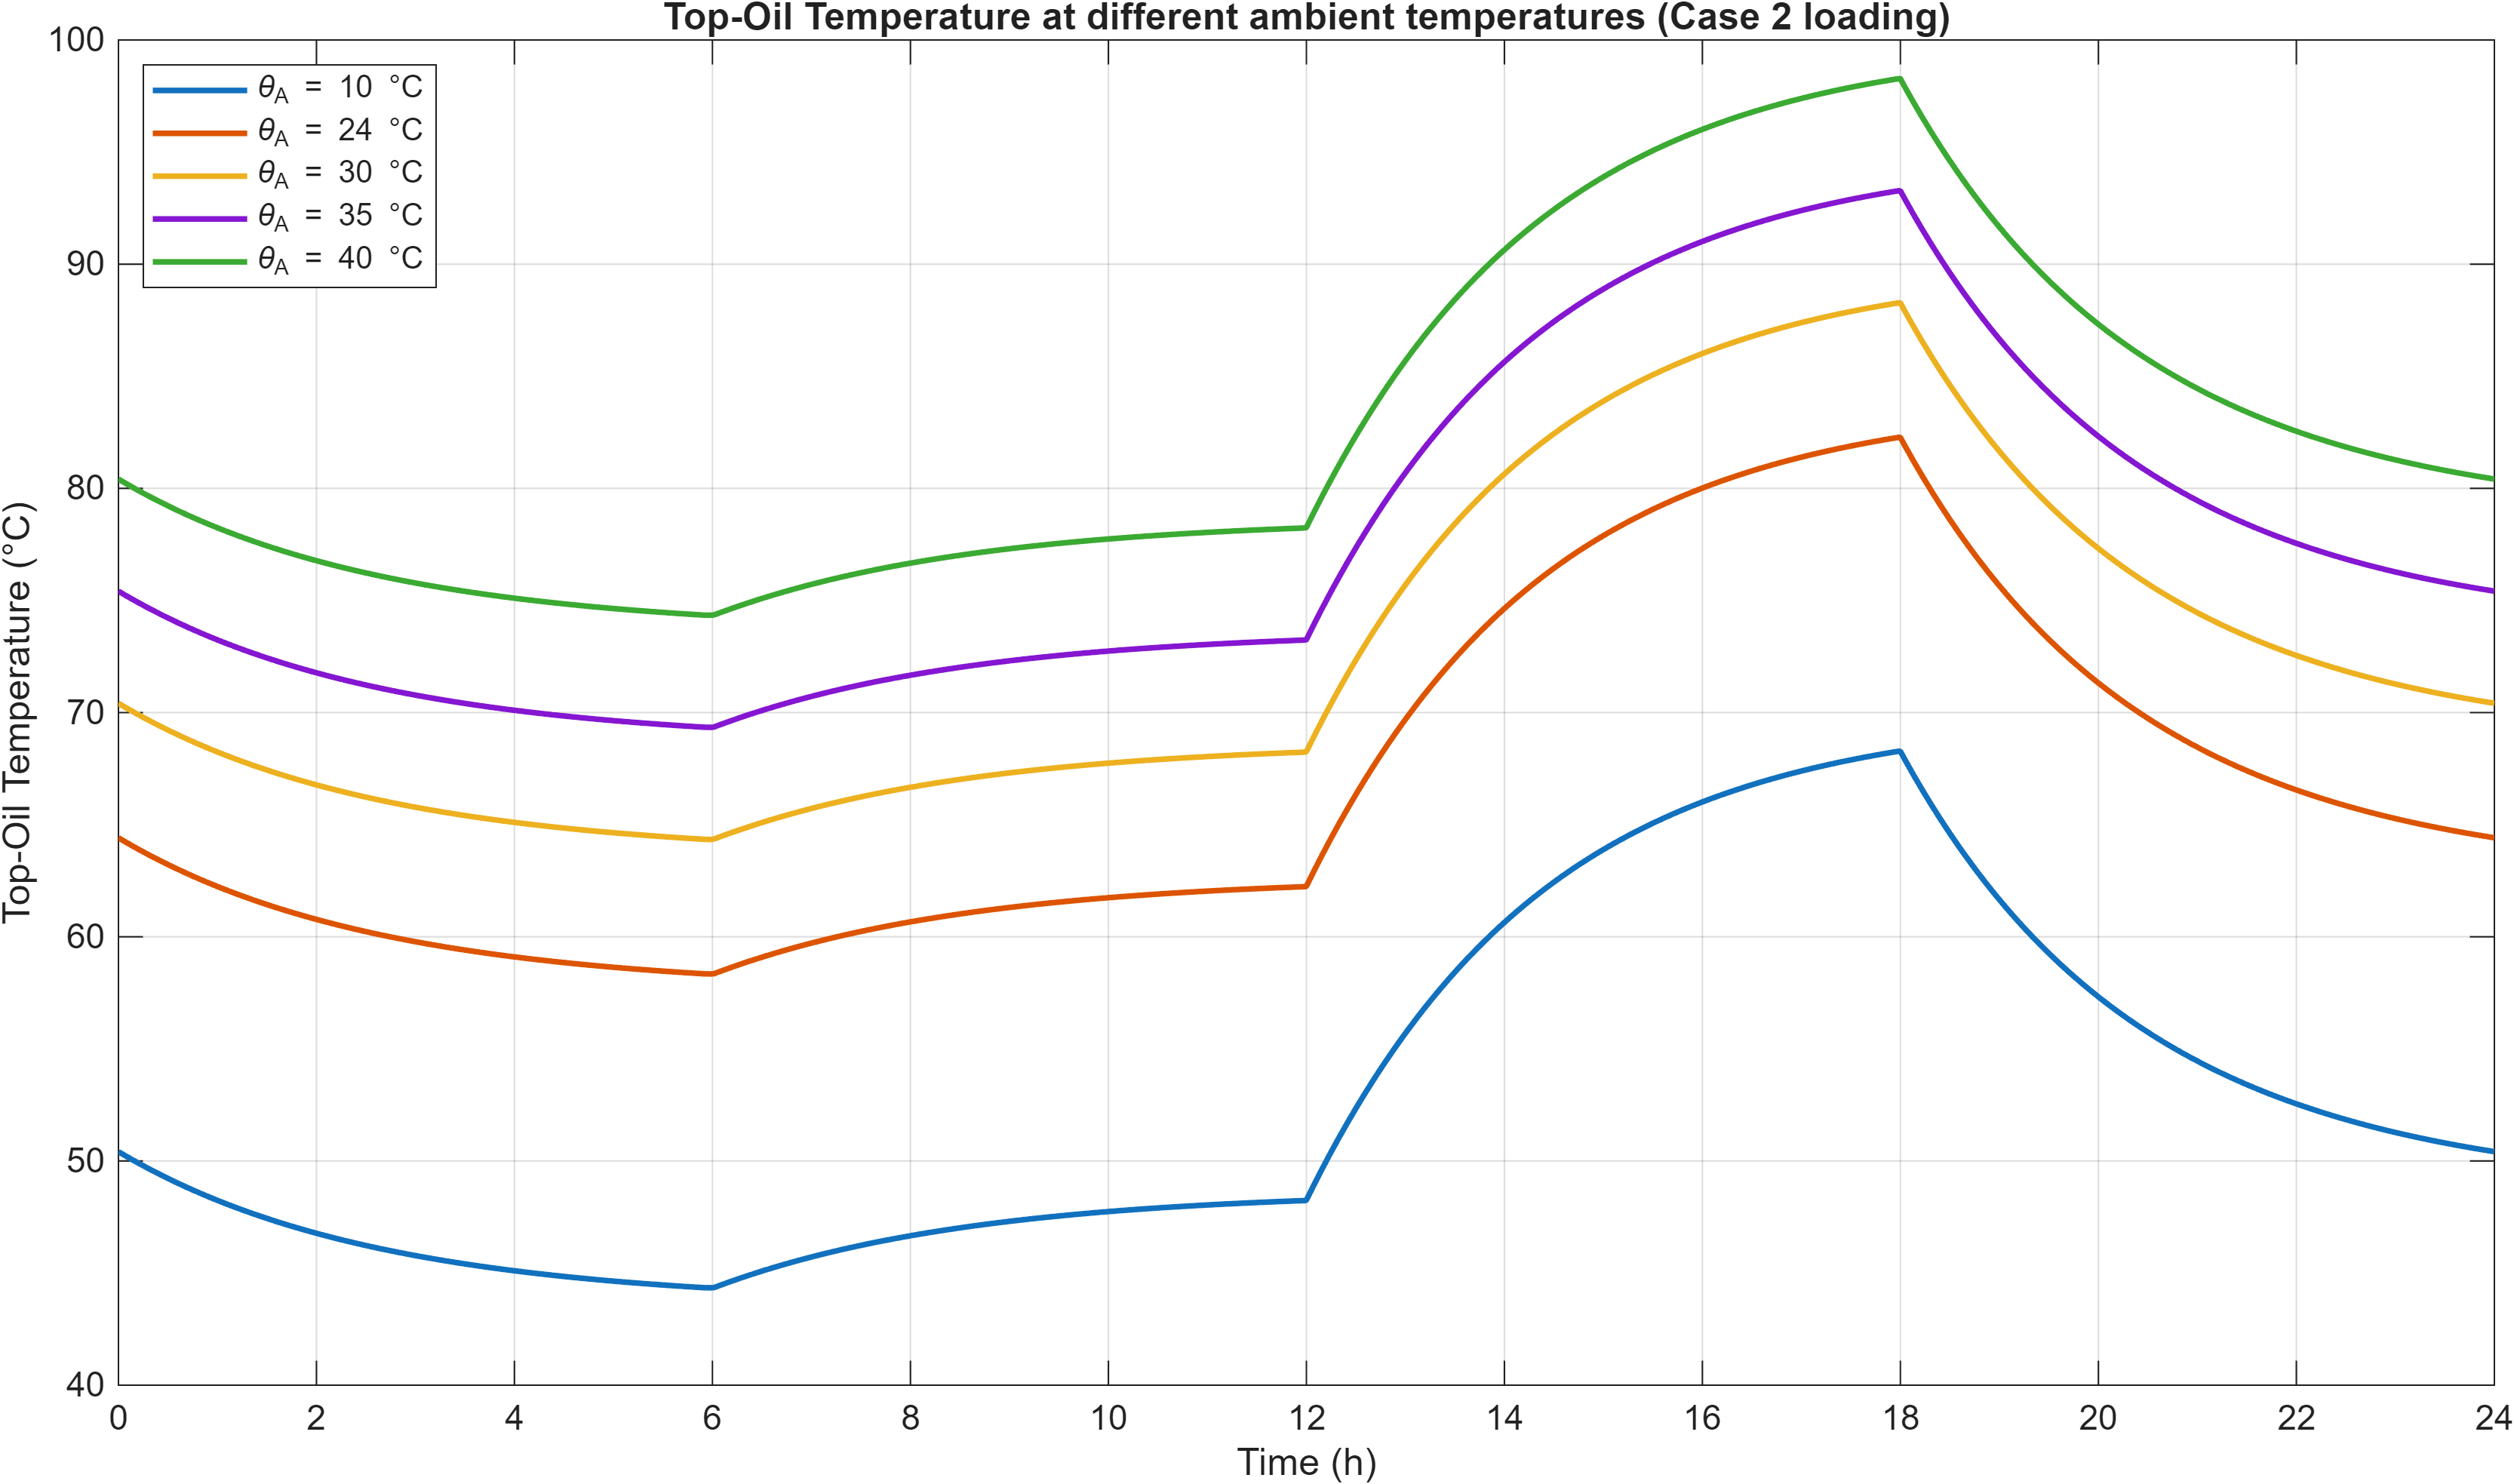 Top-Oil Temperature at different ambient temperatures (Case 2 loading)
θA = 10 °C
θA = 24 °C
θA = 30 °C
θA = 35 °C
θA = 40 °C
Top-Oil Temperature (°C)
100
90
80
70
60
50
40
0 2 4 6 8 10 12 14 16 18 20 22 24
Time (h)